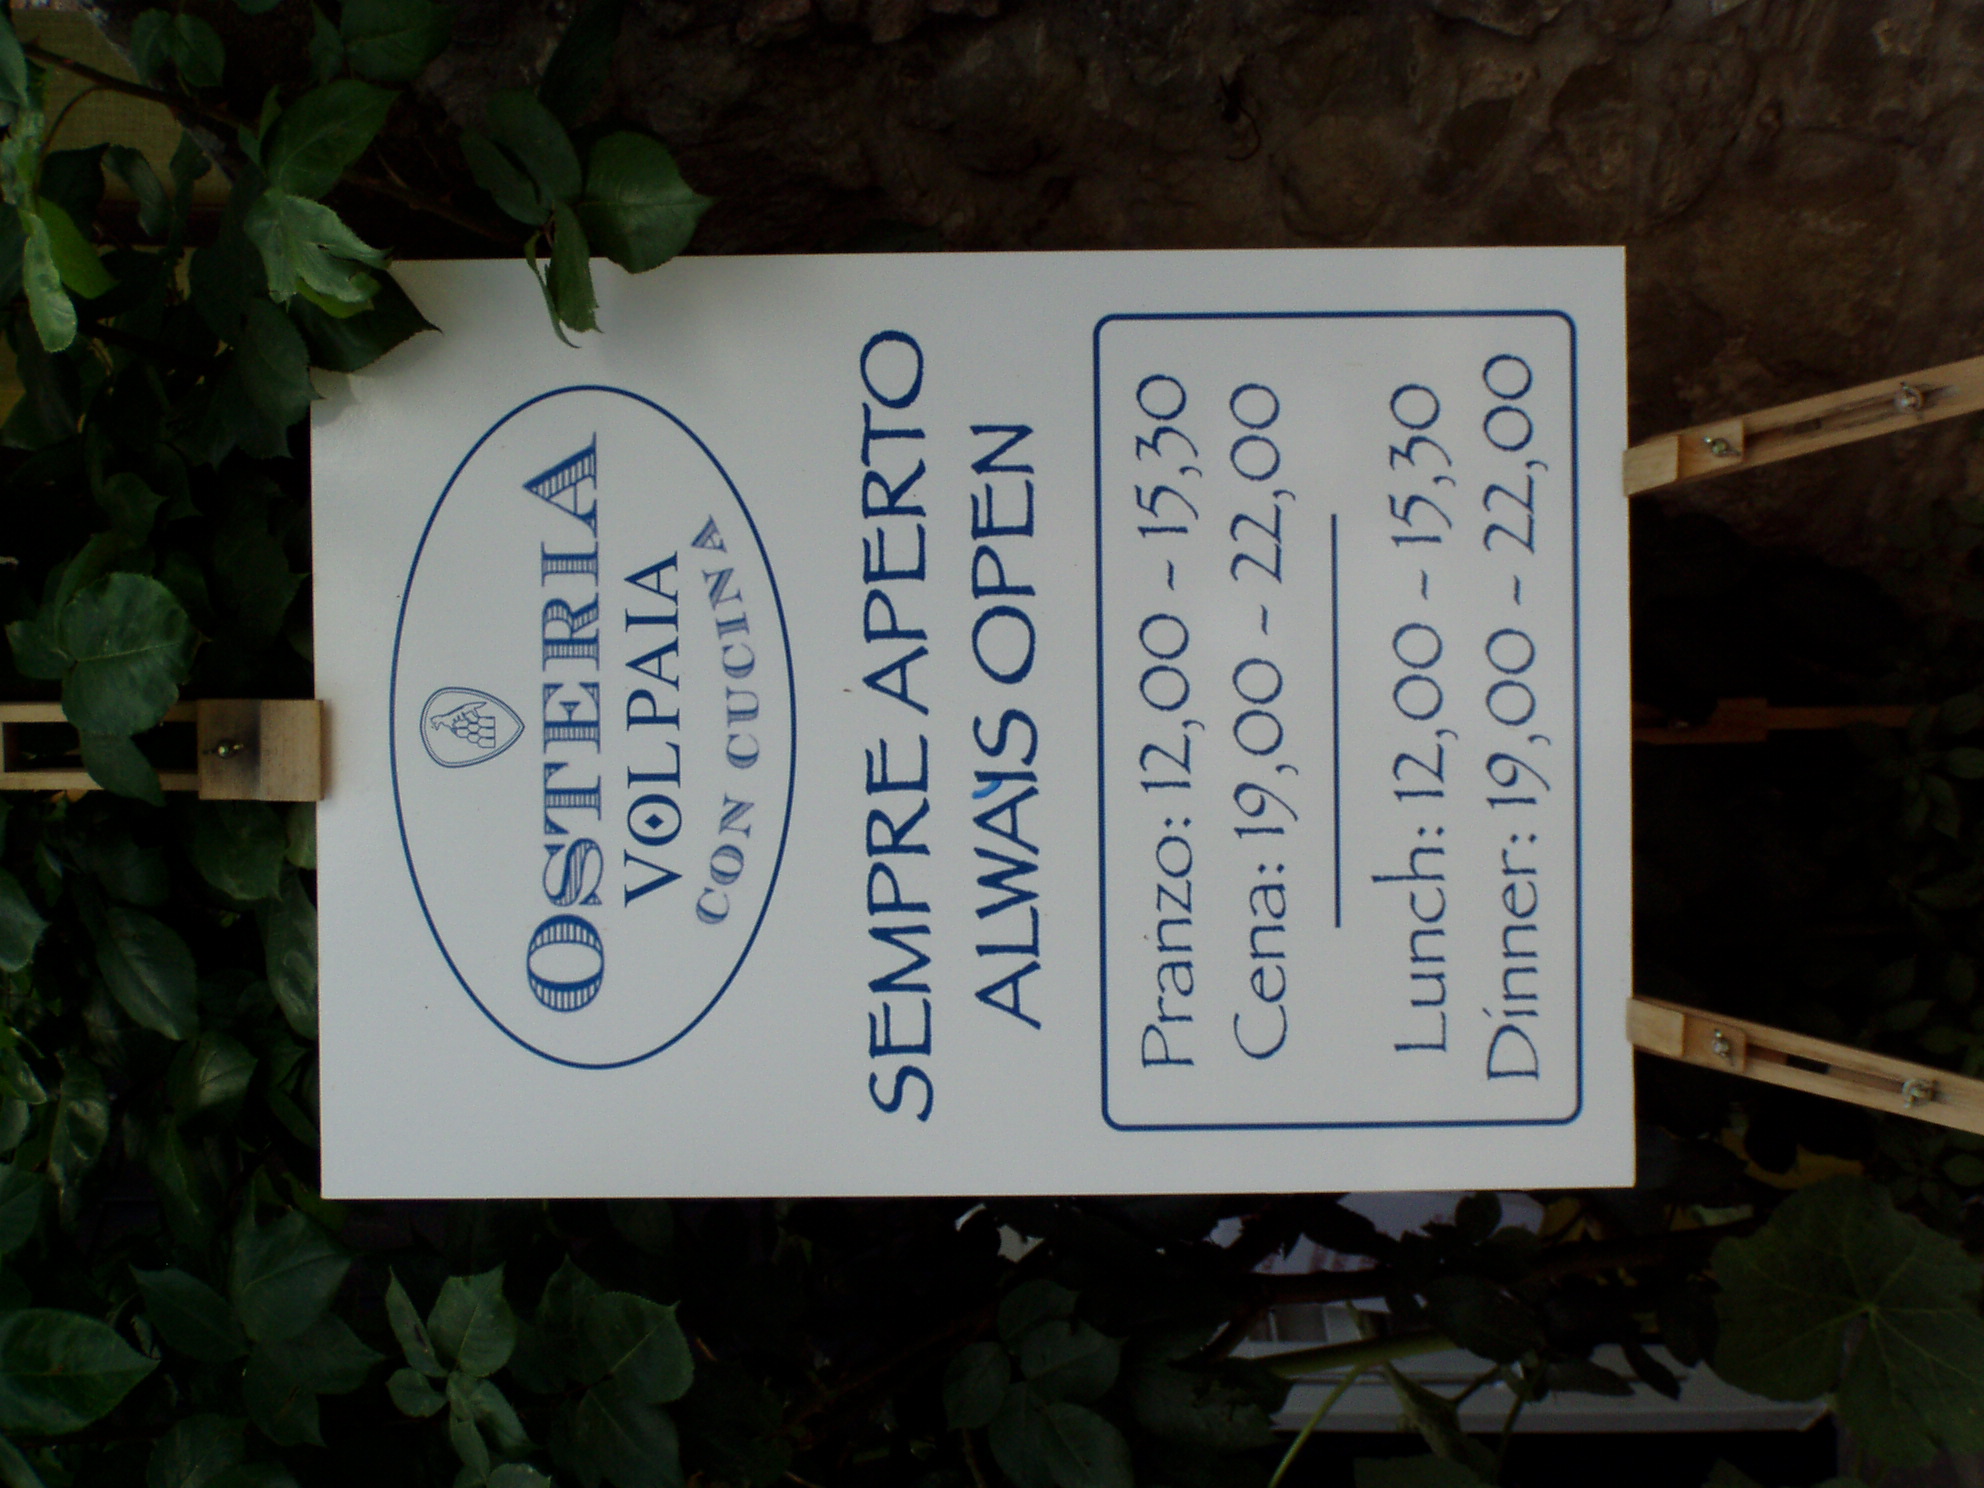 OSTERIA
VOLPAIA
CON CUCINA
SEMPRE APERTO
ALWAYS OPEN
Pranzo: 12,00 - 15,30
Cena: 19,00 - 22,00
Lunch: 12,00 - 15,30
Dinner: 19,00 - 22,00